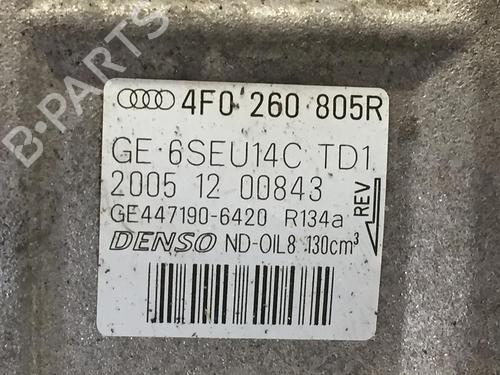 B-PARTS
4F0 260 805R
GE 6SEU14C TD1
2005 12 00843
GE447190-6420 R134a
REV
DENSO ND-OIL8 130cm³